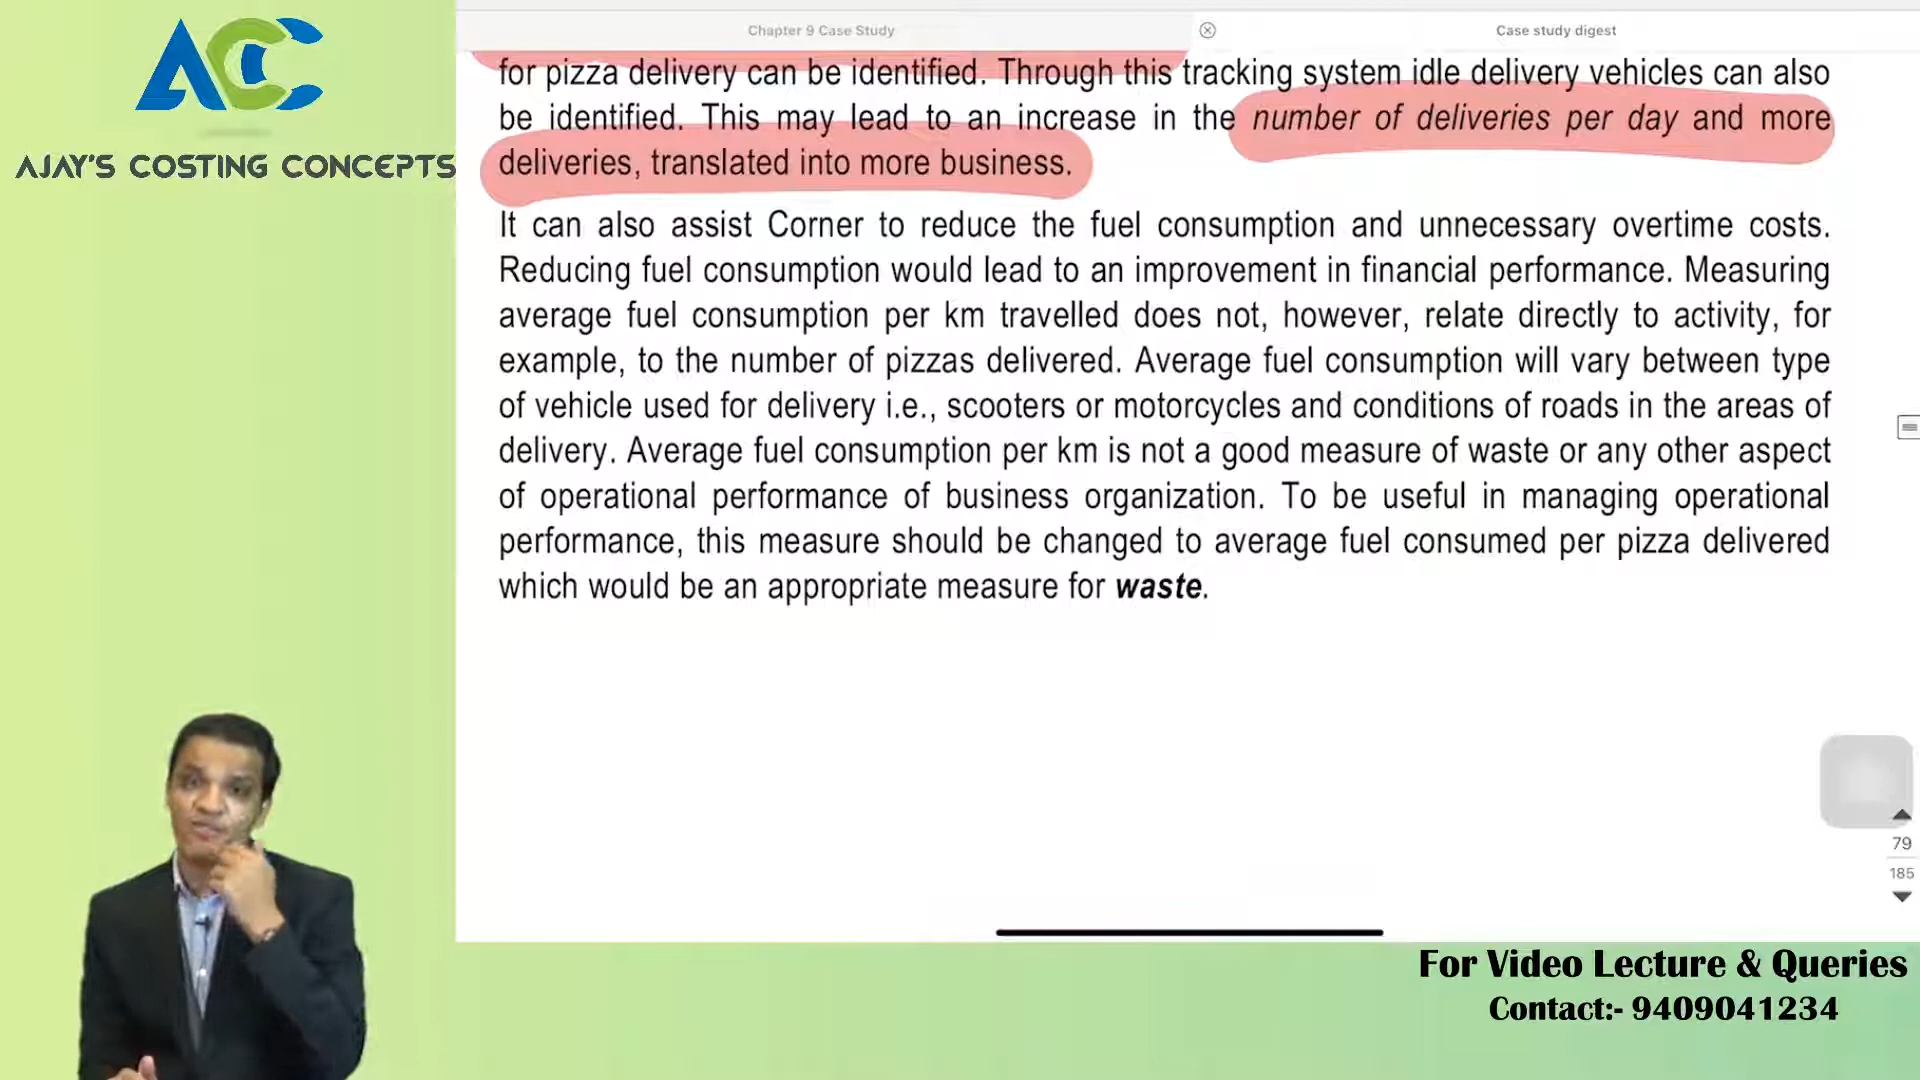 ACC
AJAY'S COSTING CONCEPTS
Chapter 9 Case Study
Case study digest
for pizza delivery can be identified. Through this tracking system idle delivery vehicles can also
be identified. This may lead to an increase in the number of deliveries per day and more
deliveries, translated into more business.
It can also assist Corner to reduce the fuel consumption and unnecessary overtime costs.
Reducing fuel consumption would lead to an improvement in financial performance. Measuring
average fuel consumption per km travelled does not, however, relate directly to activity, for
example, to the number of pizzas delivered. Average fuel consumption will vary between type
of vehicle used for delivery i.e., scooters or motorcycles and conditions of roads in the areas of
delivery. Average fuel consumption per km is not a good measure of waste or any other aspect
of operational performance of business organization. To be useful in managing operational
performance, this measure should be changed to average fuel consumed per pizza delivered
which would be an appropriate measure for waste.
79
185
For Video Lecture & Queries
Contact:- 9409041234